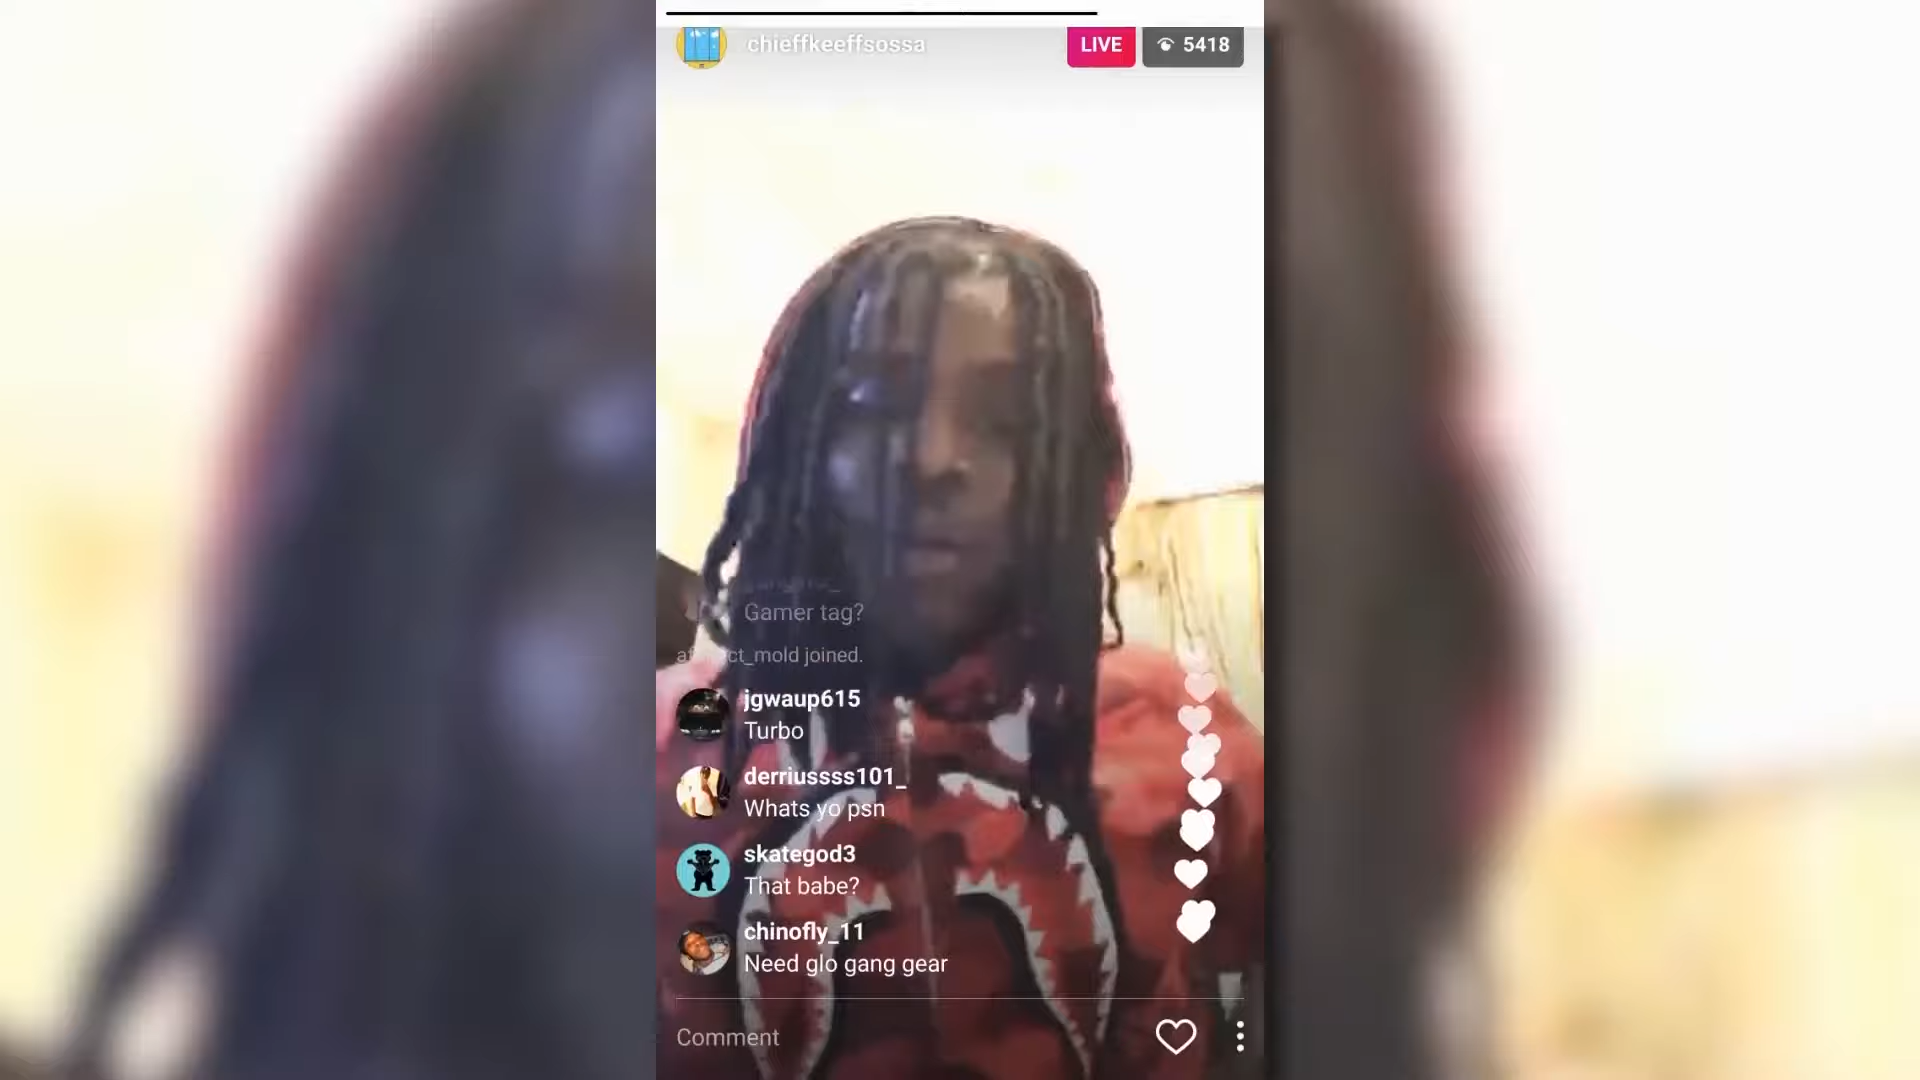 chieffkeeffsossa
LIVE
5418
Gamer tag?
joined.
jgwaup615
Turbo
derriussss101_
Whats yo psn
skategod3
That babe?
chinofly_11
Need glo gang gear
Comment